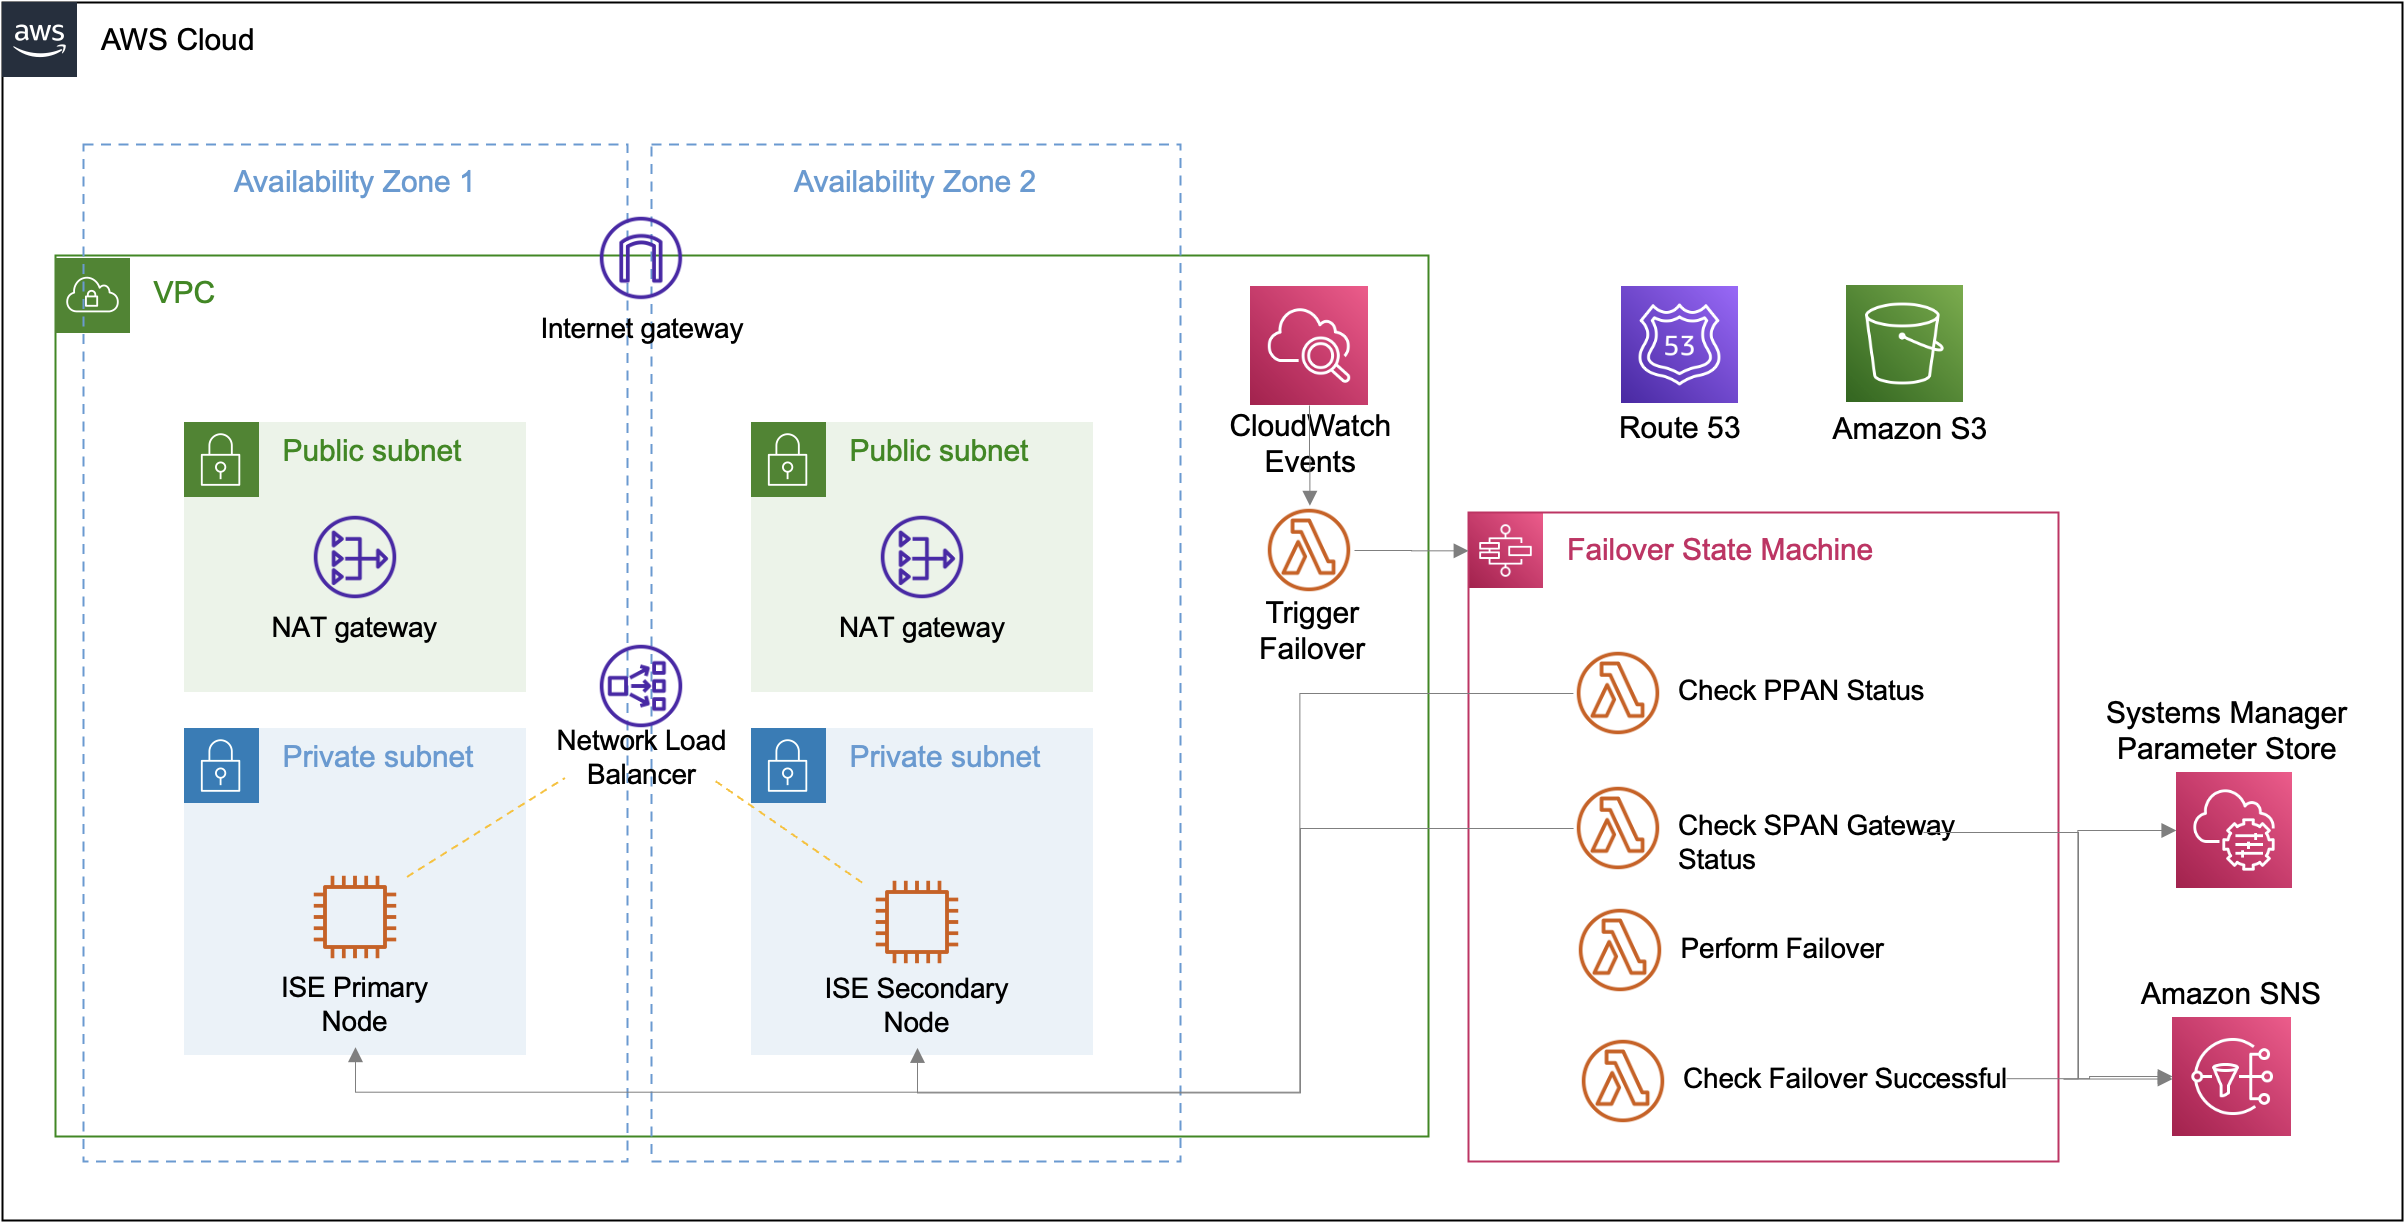 aws
AWS Cloud
Availability Zone 1
Availability Zone 2
VPC
Internet gateway
Public subnet
NAT gateway
Public subnet
NAT gateway
Network Load
Balancer
Private subnet
ISE Primary
Node
Private subnet
ISE Secondary
Node
CloudWatch
Events
Trigger
Failover
53
Route 53
Amazon S3
Failover State Machine
Check PPAN Status
Check SPAN Gateway
Status
Perform Failover
Check Failover Successful
Systems Manager
Parameter Store
Amazon SNS